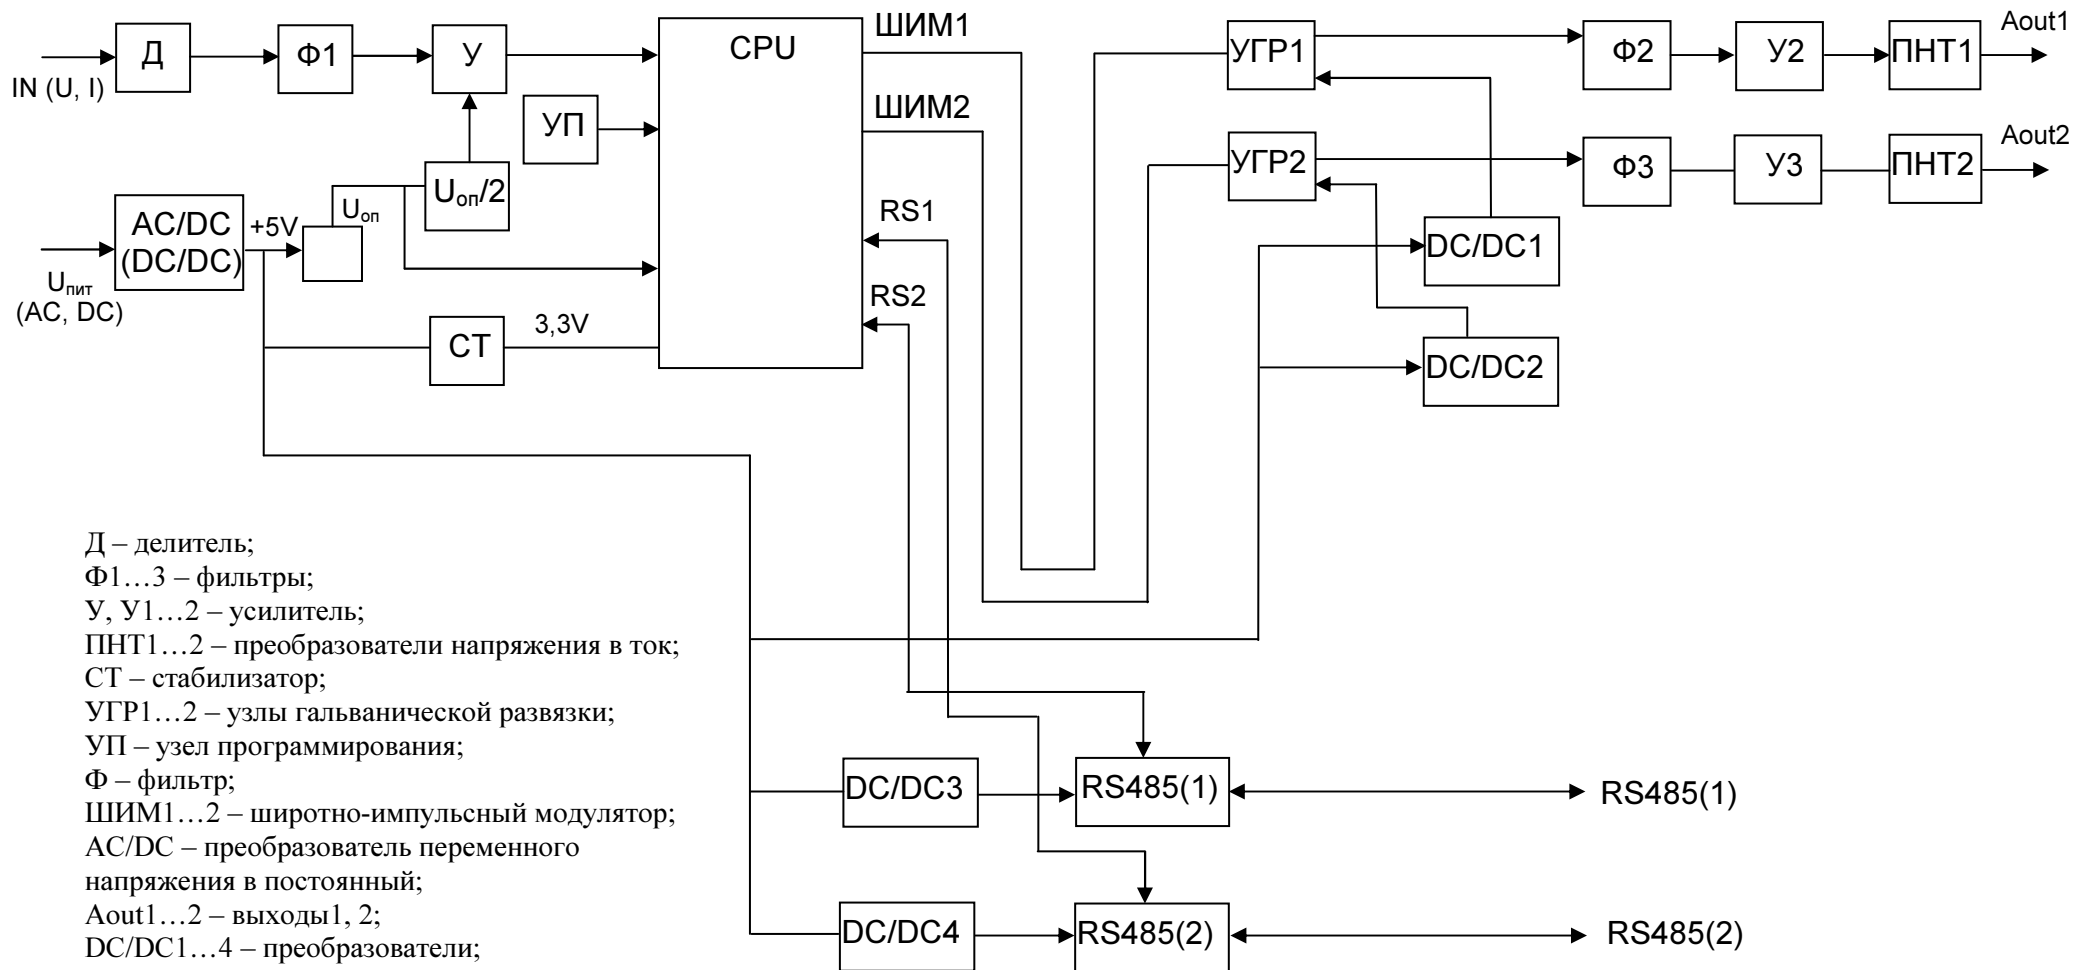 ШИМ1
Aout1
Д
Ф1
У
CPU
УГР1
Ф2
У2
ПНТ1
IN (U, I)
ШИМ2
УП
Aout2
УГР2
Ф3
У3
ПНТ2
Uоп/2
Uоп
RS1
AC/DC
(DC/DC)
+5V
DC/DC1
Uпит
(AC, DC)
RS2
3,3V
СТ
DC/DC2
Д – делитель;
Ф1…3 – фильтры;
У, У1…2 – усилитель;
ПНТ1…2 – преобразователи напряжения в ток;
СТ – стабилизатор;
УГР1…2 – узлы гальванической развязки;
УП – узел программирования;
Ф – фильтр;
ШИМ1…2 – широтно-импульсный модулятор;
AC/DC – преобразователь переменного
напряжения в постоянный;
Aout1…2 – выходы1, 2;
DC/DC1…4 – преобразователи;
DC/DC3
RS485(1)
RS485(1)
DC/DC4
RS485(2)
RS485(2)